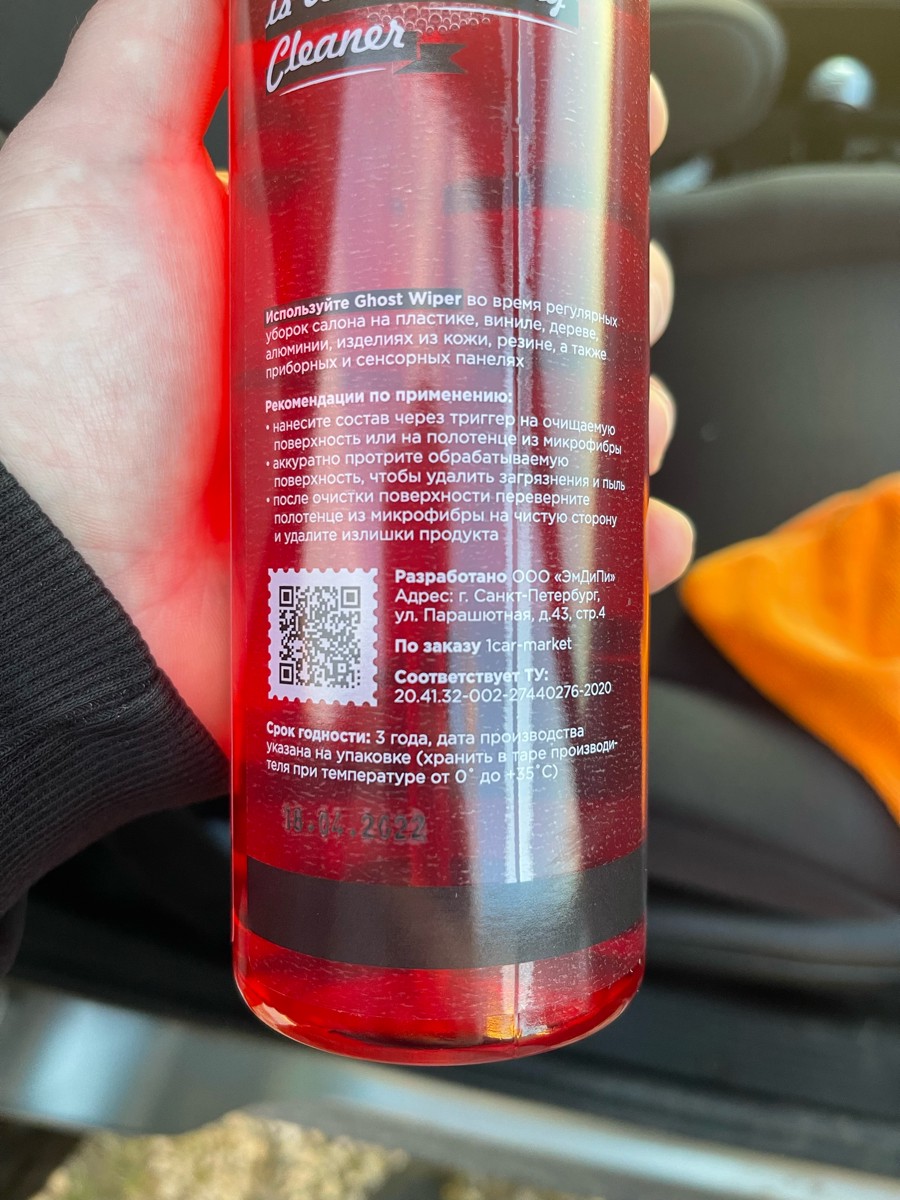 is
Cleaner
Используйте Ghost Wiper во время регулярных
уборок салона на пластике, виниле, дереве,
алюминии, изделиях из кожи, резине, а также
приборных и сенсорных панелях
Рекомендации по применению:
• нанесите состав через триггер на очищаемую
поверхность или на полотенце из микрофибры
• аккуратно протрите обрабатываемую
поверхность, чтобы удалить загрязнения и пыль
• после очистки поверхности переверните
полотенце из микрофибры на чистую сторону
и удалите излишки продукта
Разработано ООО «ЭмДиПи»
Адрес: г. Санкт-Петербург,
ул. Парашютная, д.43, стр.4
По заказу 1car-market
Соответствует ТУ:
20.41.32-002-27440276-2020
Срок годности: 3 года, дата производства
указана на упаковке (хранить в таре производи-
теля при температуре от 0° до +35°С)